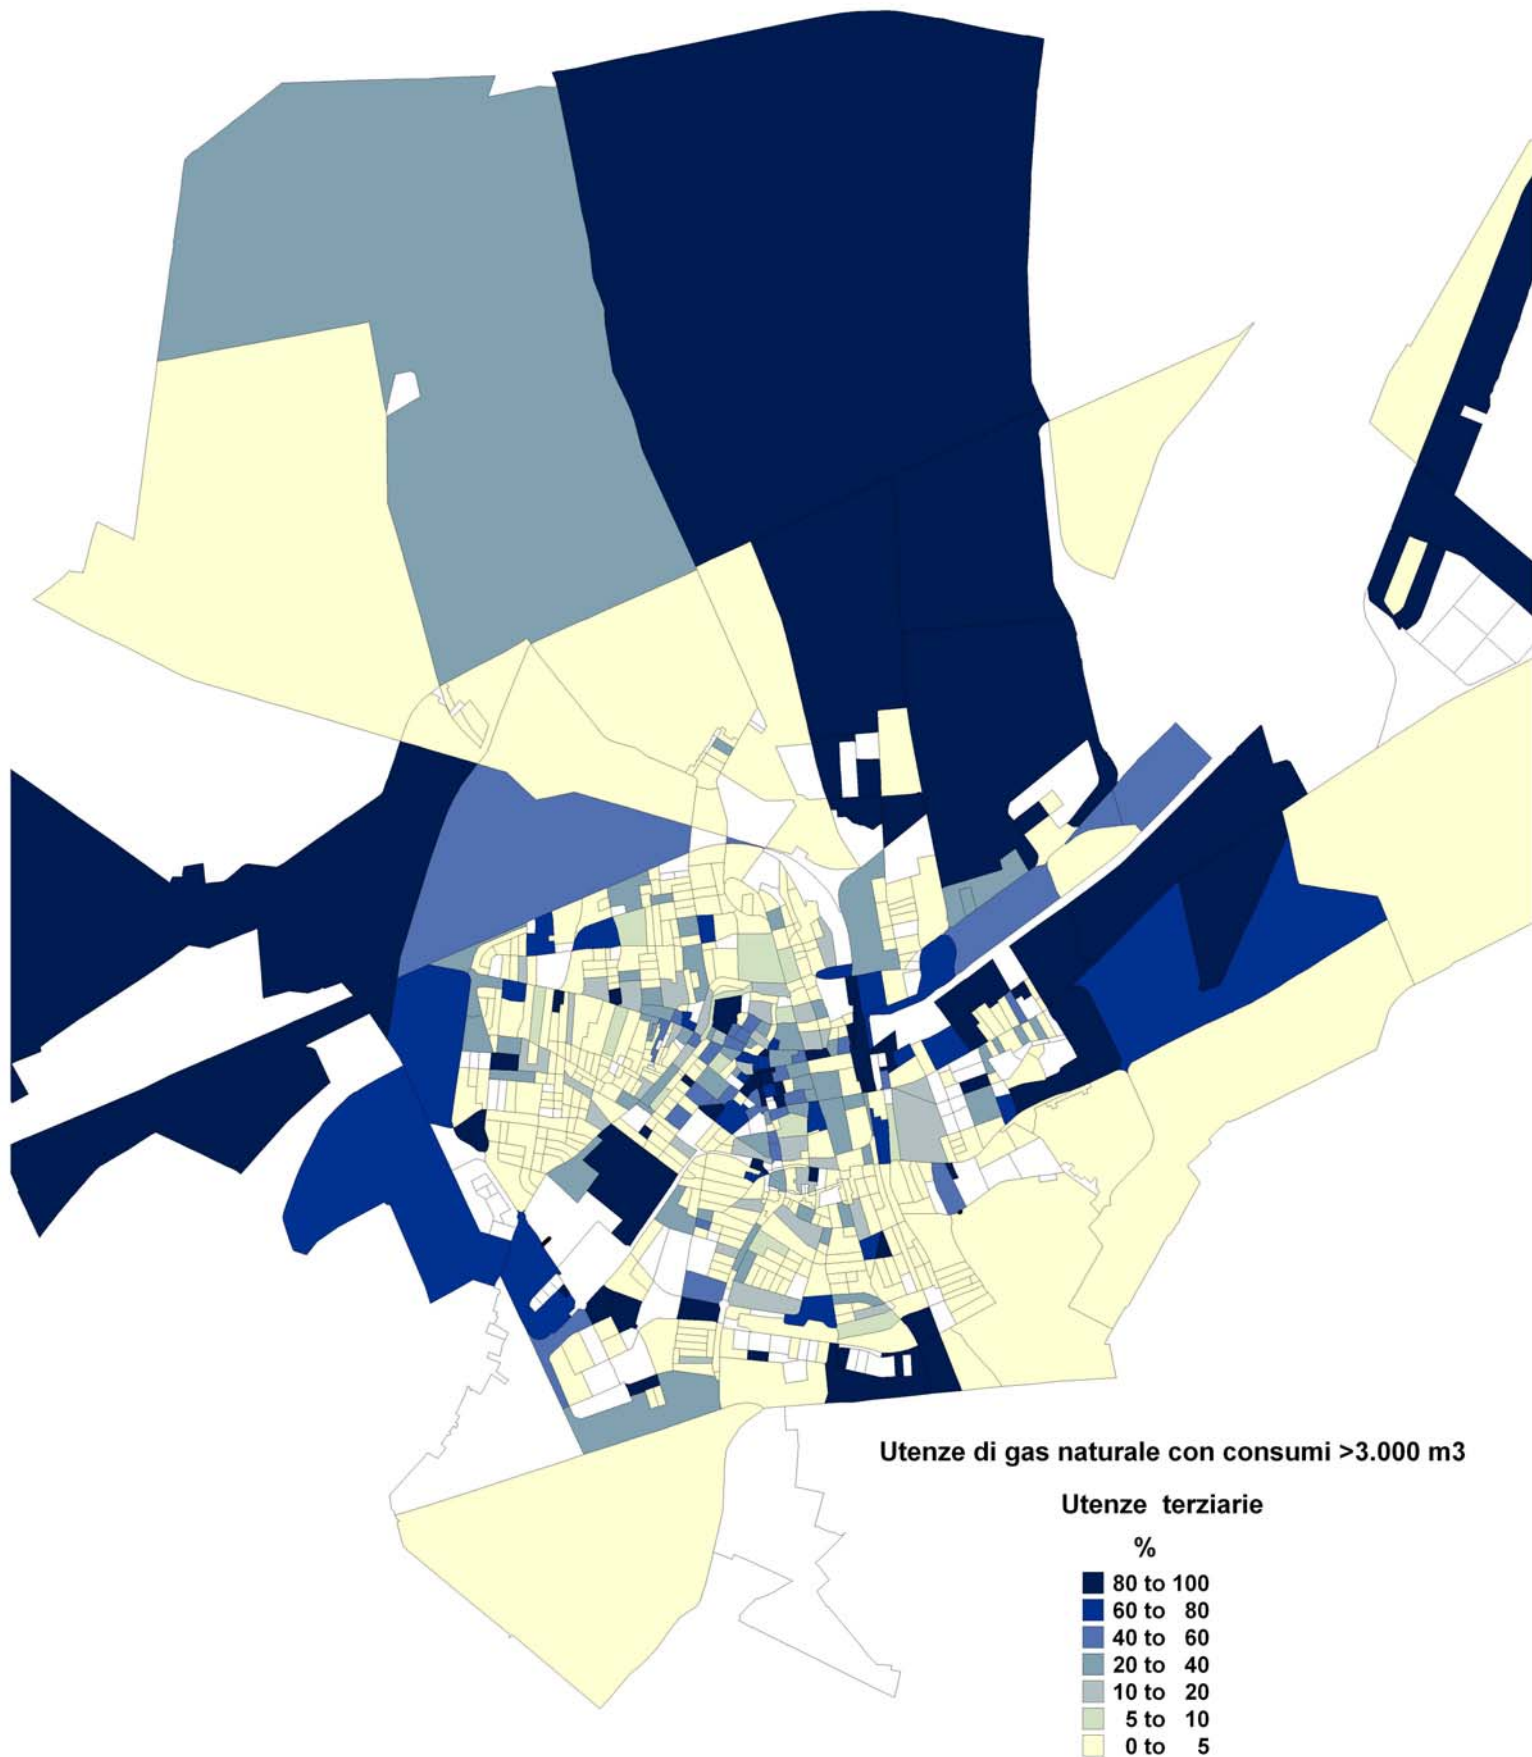 Utenze di gas naturale con consumi >3.000 m3
Utenze terziarie
%
80 to 100
60 to 80
40 to 60
20 to 40
10 to 20
5 to 10
0 to 5